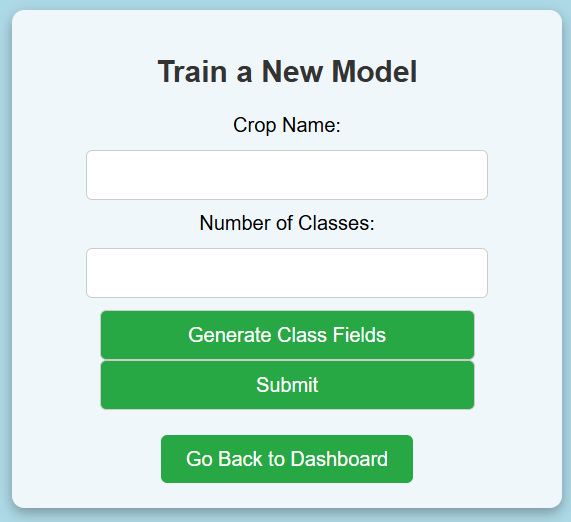 Train a New Model
Crop Name:
Number of Classes:
Generate Class Fields
Submit
Go Back to Dashboard